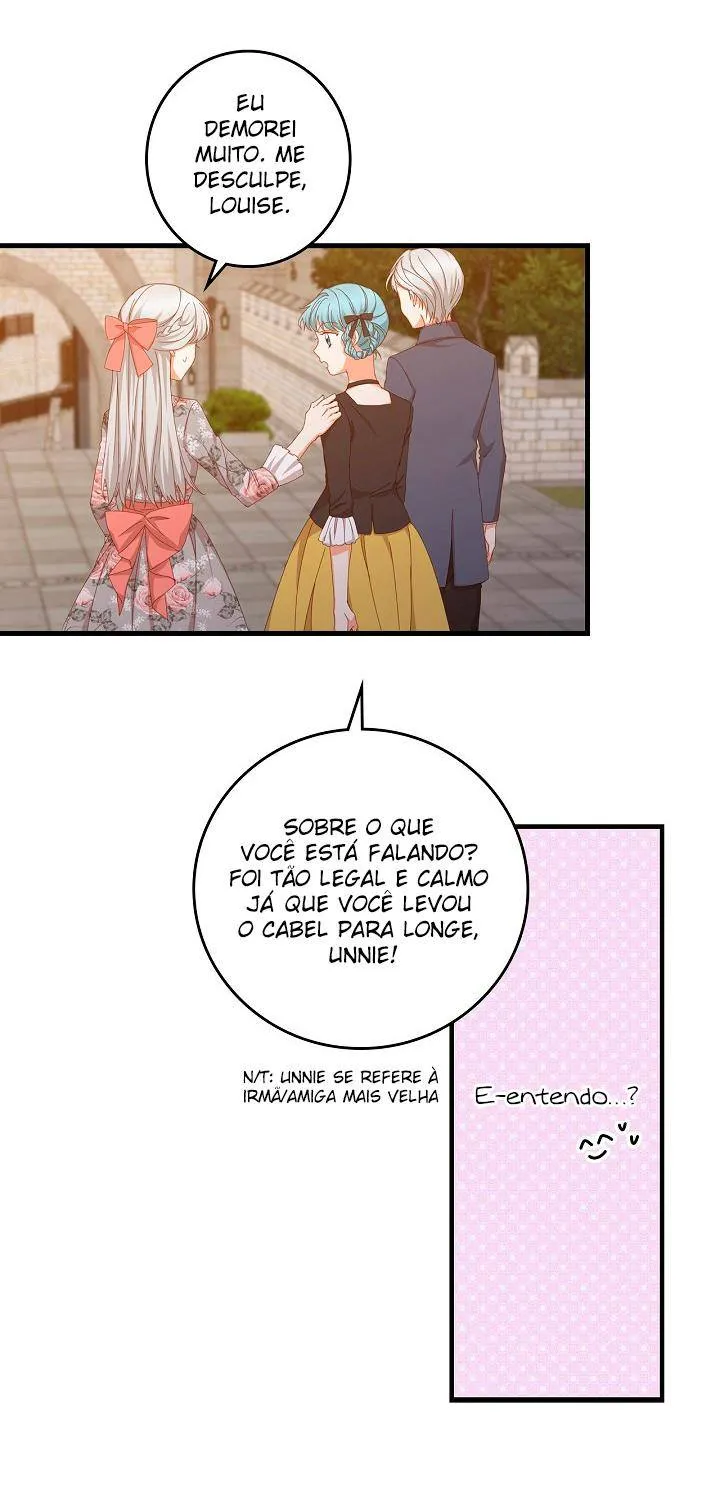 EU
DEMOREI
MUITO. ME
DESCULPE,
LOUISE.
SOBRE O QUE
VOCÊ ESTÁ FALANDO?
FOI TÃO LEGAL E CALMO
JÁ QUE VOCÊ LEVOU
O CABEL PARA LONGE,
UNNIE!
N/T: UNNIE SE REFERE À
IRMÃ/AMIGA MAIS VELHA
E-entendo...?